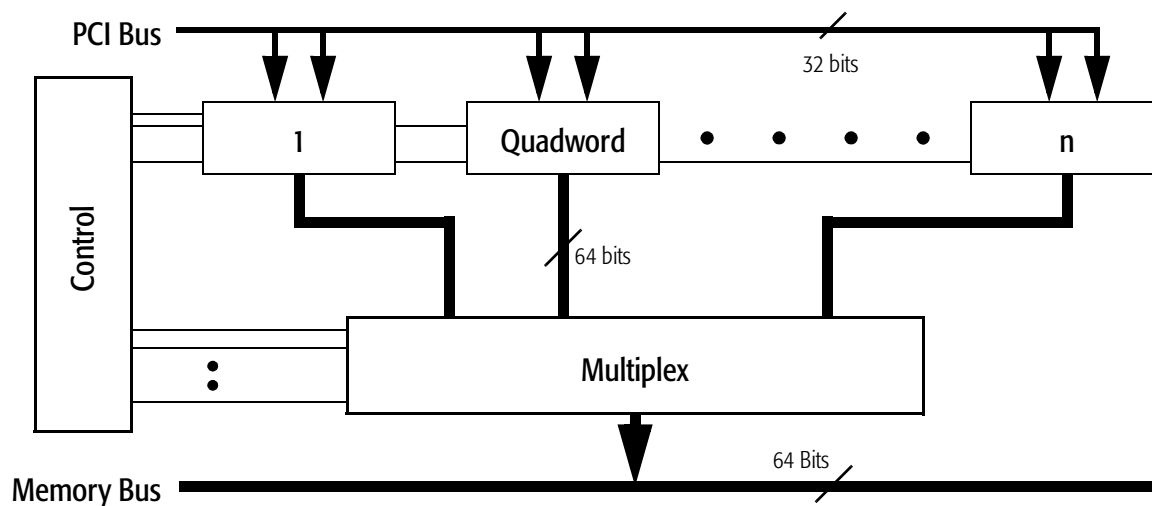 PCI Bus
32 bits
1
Quadword
n
Control
64 bits
Multiplex
64 Bits
Memory Bus